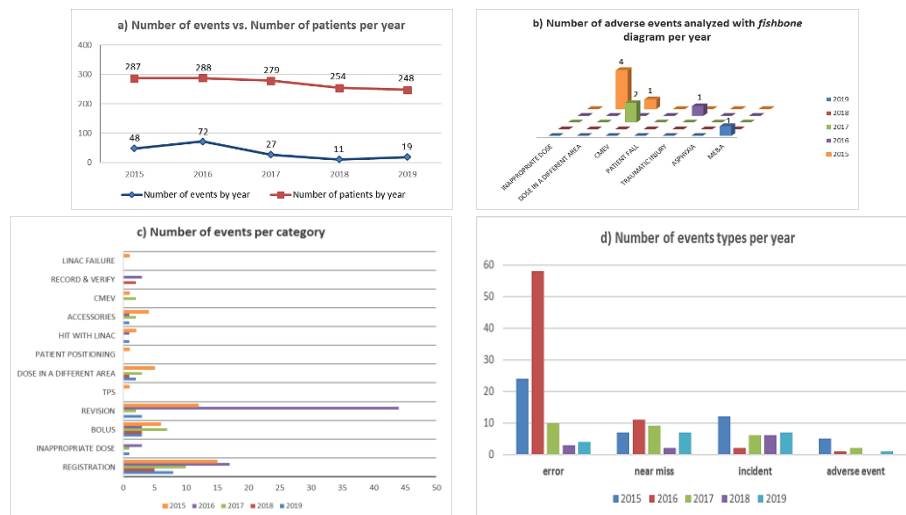 a) Number of events vs. Number of patients per year
400
300
200
100
0
287
288
279
254
248
48
72
27
11
19
2015
2016
2017
2018
2019
Number of events by year
Number of patients by year
b) Number of adverse events analyzed with fishbone
diagram per year
4
1
2
1
1
INAPPROPRIATE DOSE
DOSE IN A DIFFERENT AREA
CMEV
PATIENT FALL
TRAUMATIC INJURY
ASPHYXIA
ME&A
2019
2018
2017
2016
2015
c) Number of events per category
LINAC FAILURE
RECORD & VERIFY
CMEV
ACCESSORIES
HIT WITH LINAC
PATIENT POSITIONING
DOSE IN A DIFFERENT AREA
TPS
REVISION
BOLUS
INAPPROPRIATE DOSE
REGISTRATION
0 5 10 15 20 25 30 35 40 45 50
2015 2016 2017 2018 2019
d) Number of events types per year
60
50
40
30
20
10
0
error near miss incident adverse event
2015 2016 2017 2018 2019